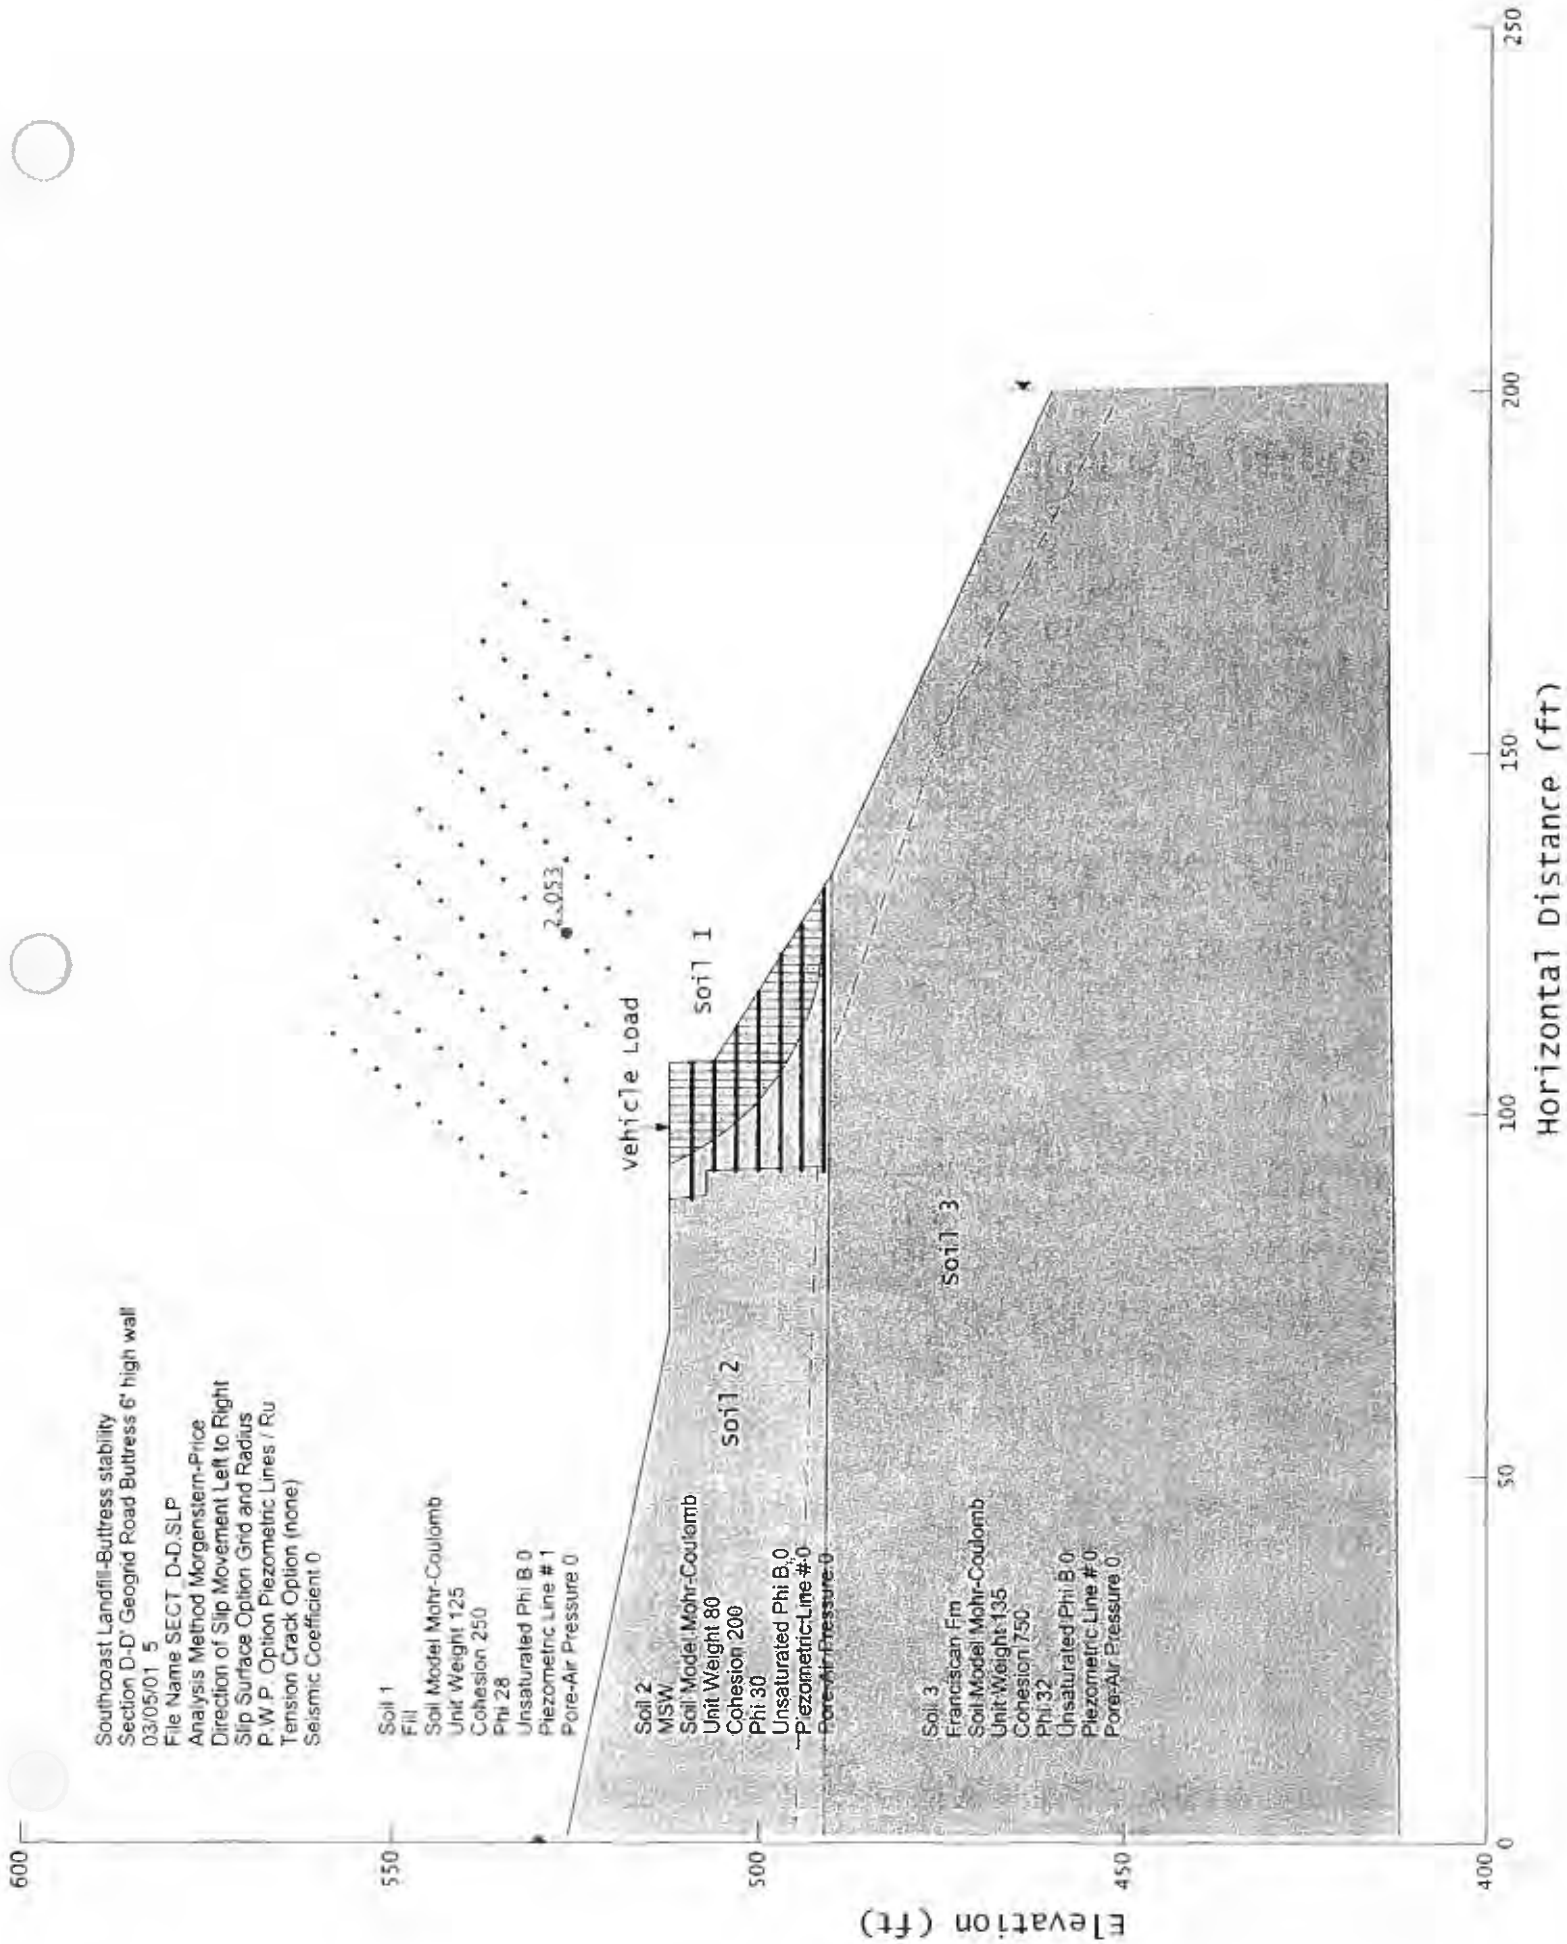 Southcoast Landfill-Buttress stability
Section D-D' Geogrid Road Buttress 6' high wall
03/05/01 5
File Name SECT_D-D.SLP
Analysis Method Morgenstern-Price
Direction of Slip Movement Left to Right
Slip Surface Option Grid and Radius
P.W.P. Option Piezometric Lines / Ru
Tension Crack Option (none)
Seismic Coefficient 0
Soil 1
Fill
Soil Model Mohr-Coulomb
Unit Weight 125
Cohesion 250
Phi 28
Unsaturated Phi B 0
Piezometric Line # 1
Pore-Air Pressure 0
Soil 2
MSW
Soil Model Mohr-Coulomb
Unit Weight 80
Cohesion 200
Phi 30
Unsaturated Phi B 0
Piezometric Line # 0
Pore-Air Pressure 0
Soil 3
Franciscan Fm
Soil Model Mohr-Coulomb
Unit Weight 135
Cohesion 750
Phi 32
Unsaturated Phi B 0
Piezometric Line # 0
Pore-Air Pressure 0
2.053
Vehicle Load
Soil 1
Soil 2
Soil 3
600
550
500
450
400
Elevation (ft)
0
50
100
150
200
250
Horizontal Distance (ft)